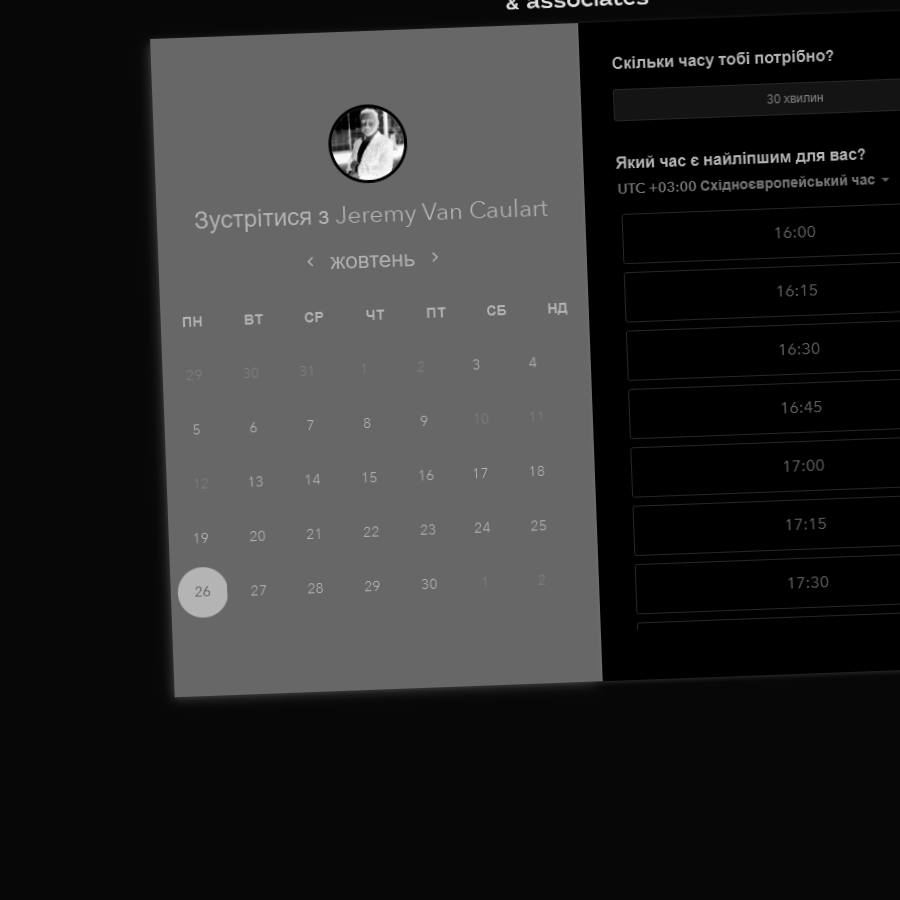 & associates
Зустрітися з Jeremy Van Caulart
жовтень
ПН ВТ СР ЧТ ПТ СБ НД
29 30 31 1 2 3 4
5 6 7 8 9 10 11
12 13 14 15 16 17 18
19 20 21 22 23 24 25
26 27 28 29 30 1 2
Скільки часу тобі потрібно?
30 хвилин
Який час є найліпшим для вас?
UTC +03:00 Східноєвропейський час
16:00
16:15
16:30
16:45
17:00
17:15
17:30